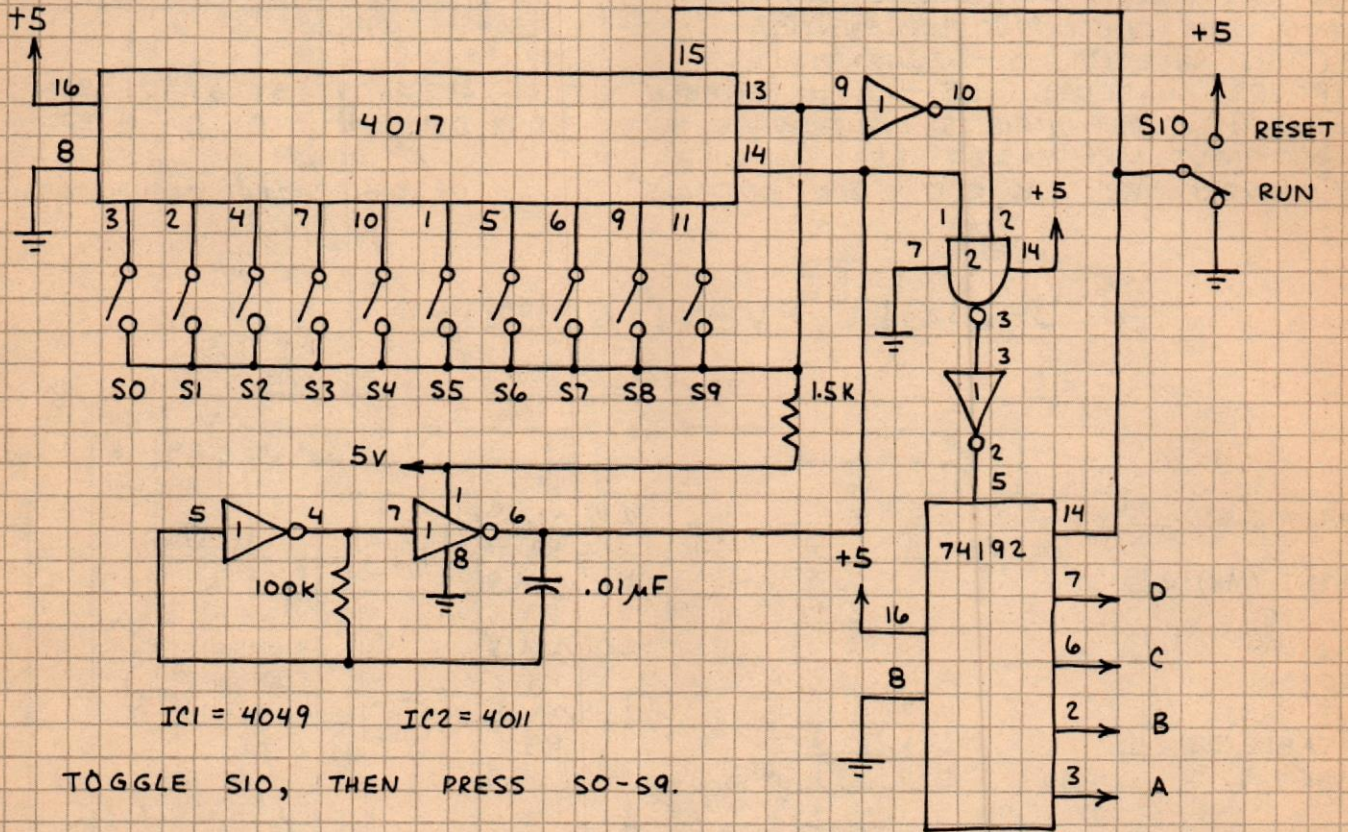 +5
15
+5
16
4017
13
9
1
10
S10
RESET
8
14
+5
RUN
3 2 4 7 10 1 5 6 9 11
1 2
7
2
14
3
3
S0 S1 S2 S3 S4 S5 S6 S7 S8 S9
1.5K
1
2
5V
5
1
5 1 4 7 1 6
14
8
+5
74192
100K
.01µF
7 D
16
6 C
8
IC1 = 4049 IC2 = 4011
2 B
TOGGLE S10, THEN PRESS S0-S9.
3 A